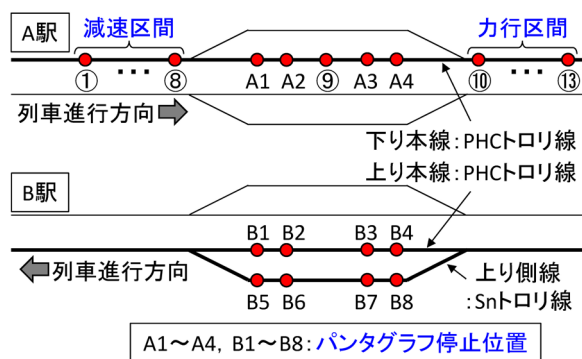 A駅
減速区間
力行区間
① ••• ⑧ A1 A2 ⑨ A3 A4 ⑩ ••• ⑬
列車進行方向
下り本線:PHCトロリ線
上り本線:PHCトロリ線
B駅
B1 B2 B3 B4
列車進行方向
上り側線
:Snトロリ線
B5 B6 B7 B8
A1~A4, B1~B8:パンタグラフ停止位置